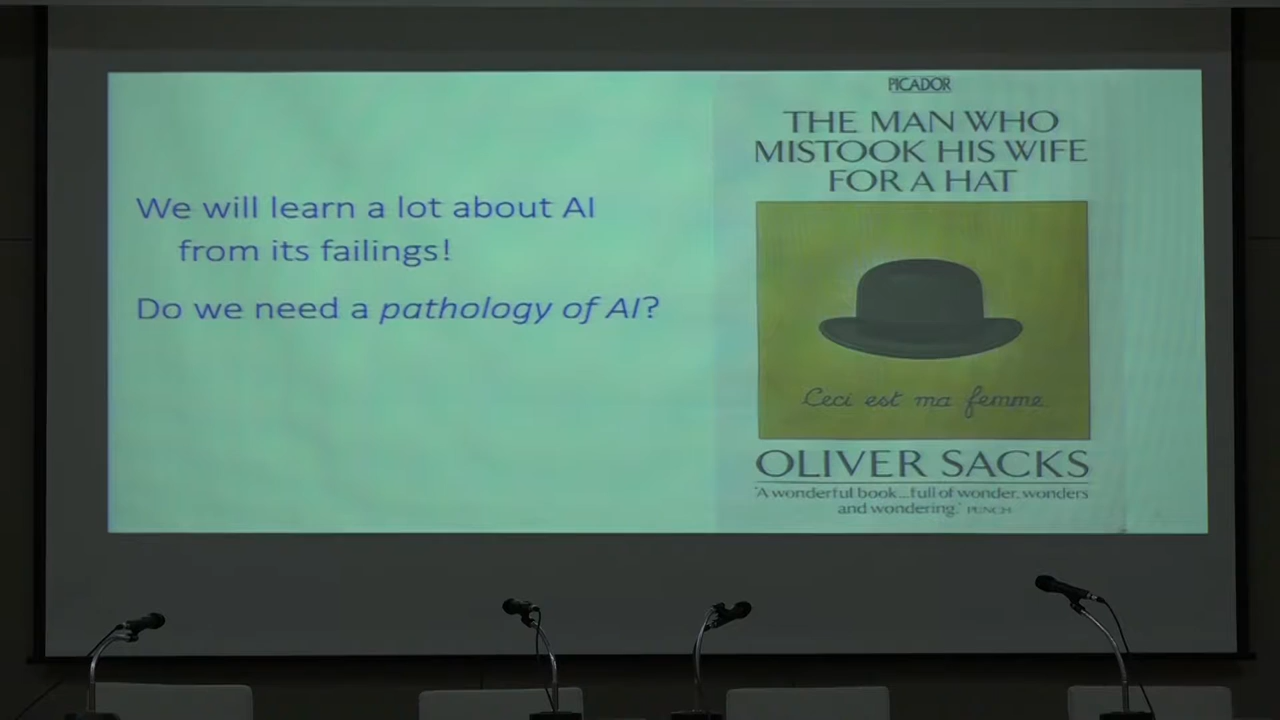 We will learn a lot about AI
from its failings!
Do we need a pathology of AI?
PICADOR
THE MAN WHO
MISTOOK HIS WIFE
FOR A HAT
Ceci est ma femme
OLIVER SACKS
'A wonderful book...full of wonder, wonders
and wondering.' PUNCH